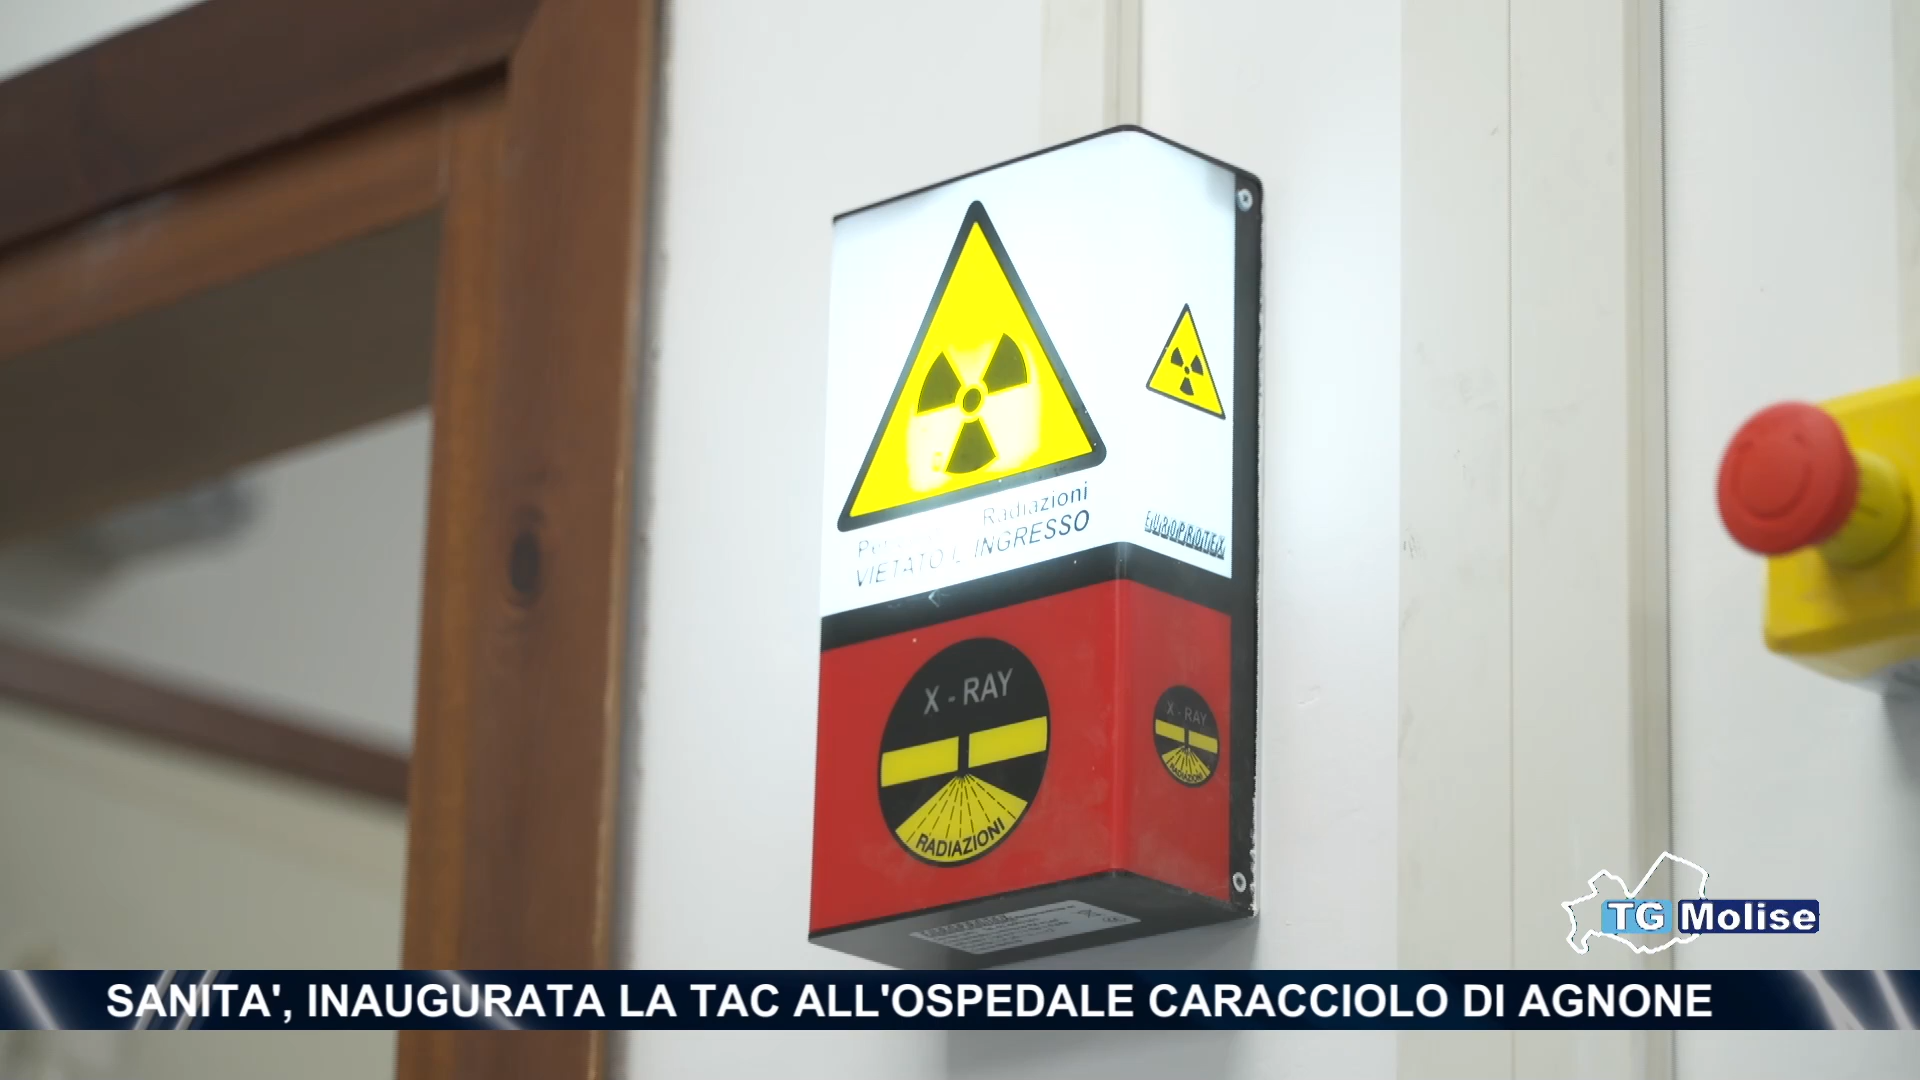 Radiazioni
VIETATO L'INGRESSO
EUROPROTEX
X - RAY
RADIAZIONI
X - RAY
RADIAZIONI
TG Molise
SANITA', INAUGURATA LA TAC ALL'OSPEDALE CARACCIOLO DI AGNONE